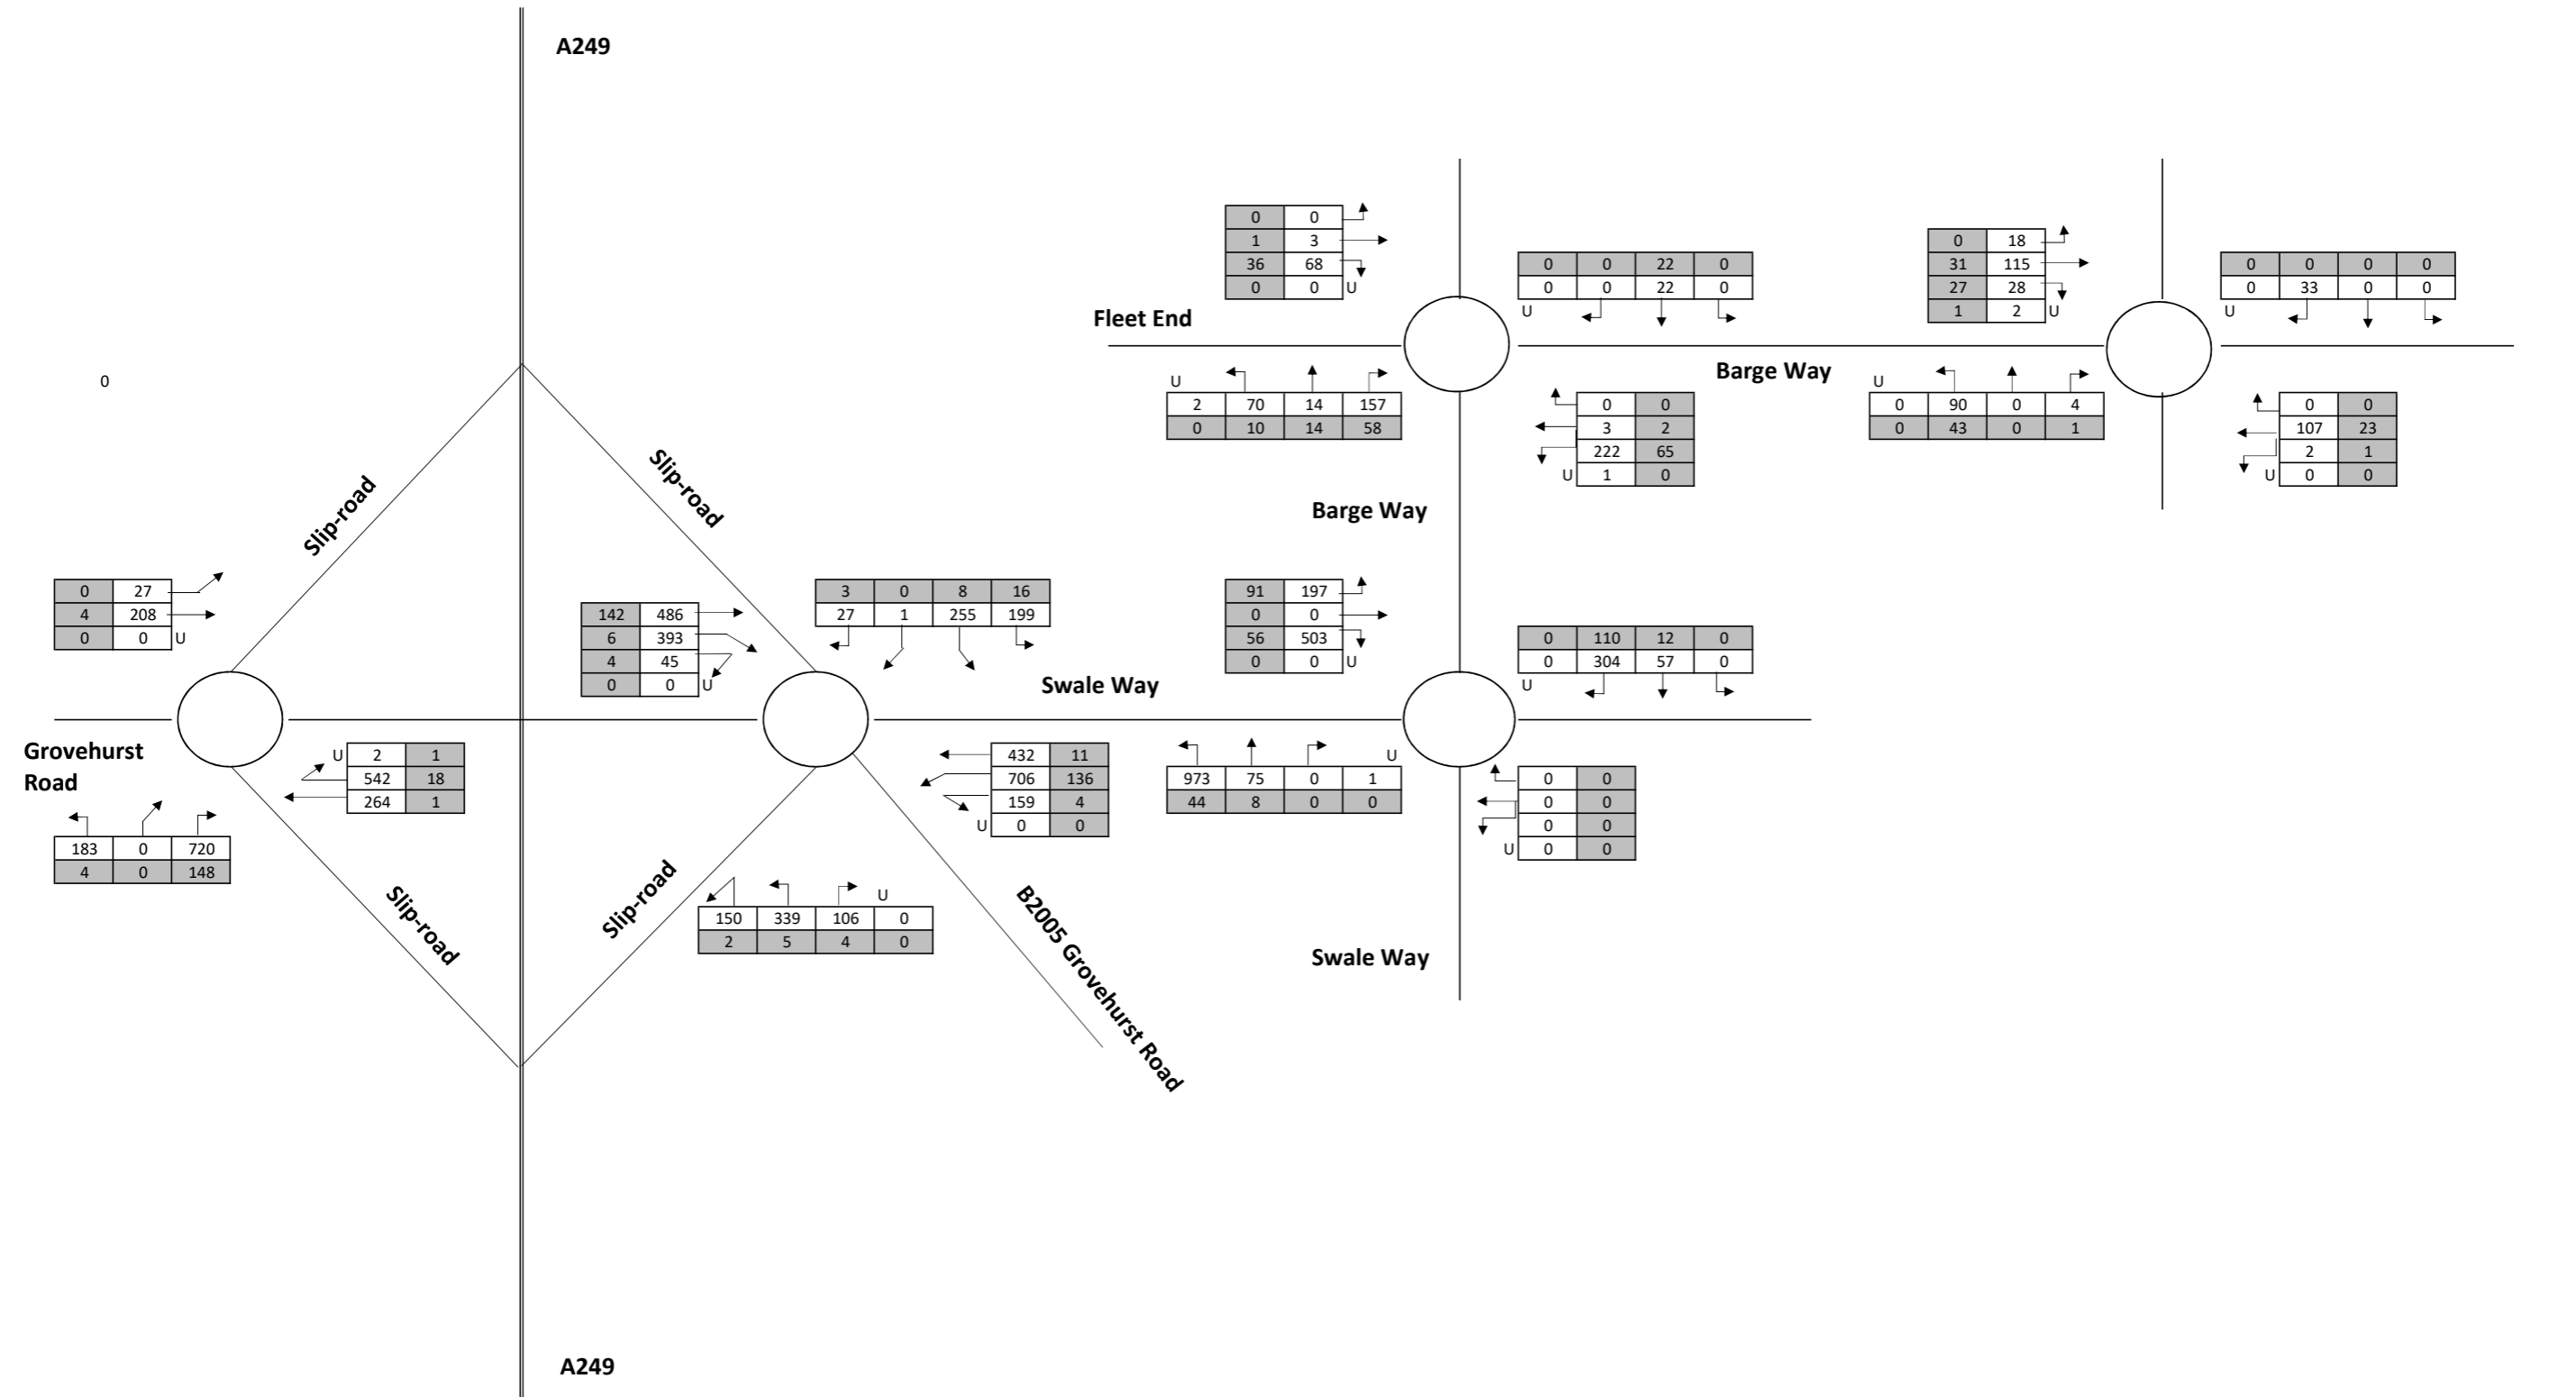 A249
0 0
1 3
36 68
0 0 U
Fleet End
0 0 22 0
0 0 22 0
U
0 18
31 115
27 28
1 2 U
0 0 0 0
0 33 0 0
U
Barge Way
U
2 70 14 157
0 10 14 58
0 0
3 2
222 65
U 1 0
U
0 90 0 4
0 43 0 1
0 0
107 23
2 1
U 0 0
0
Slip-road
Slip-road
Barge Way
0 27
4 208
0 0 U
142 486
6 393
4 45
0 0 U
3 0 8 16
27 1 255 199
Swale Way
91 197
0 0
56 503
0 0 U
0 110 12 0
0 304 57 0
U
Grovehurst
Road
U 2 1
542 18
264 1
183 0 720
4 0 148
432 11
706 136
159 4
U 0 0
U
973 75 0 1
44 8 0 0
0 0
0 0
0 0
U 0 0
Slip-road
Slip-road
U
150 339 106 0
2 5 4 0
B2005 Grovehurst Road
Swale Way
A249